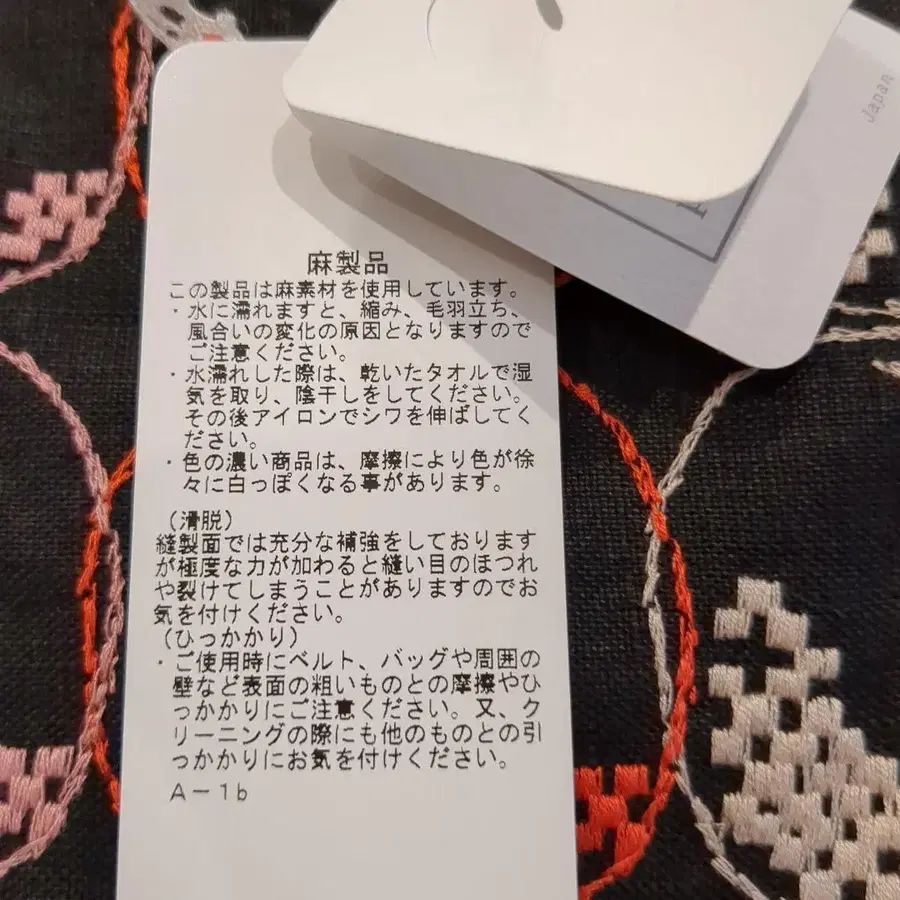 Japan
麻製品
この製品は麻素材を使用しています。
・水に濡れますと、縮み、毛羽立ち、
風合いの変化の原因となりますので
ご注意ください。
・水濡れした際は、乾いたタオルで湿
気を取り、陰干しをしてください。
その後アイロンでシワを伸ばしてく
ださい。
・色の濃い商品は、摩擦により色が徐
々に白っぽくなる事があります。
（滑脱）
縫製面では充分な補強をしております
が極度な力が加わると縫い目のほつれ
や裂けてしまうことがありますのでお
気を付けください。
（ひっかかり）
・ご使用時にベルト、バッグや周囲の
壁など表面の粗いものとの摩擦やひ
っかかりにご注意ください。又、ク
リーニングの際にも他のものとの引
っかかりにお気を付けください。
A－1b